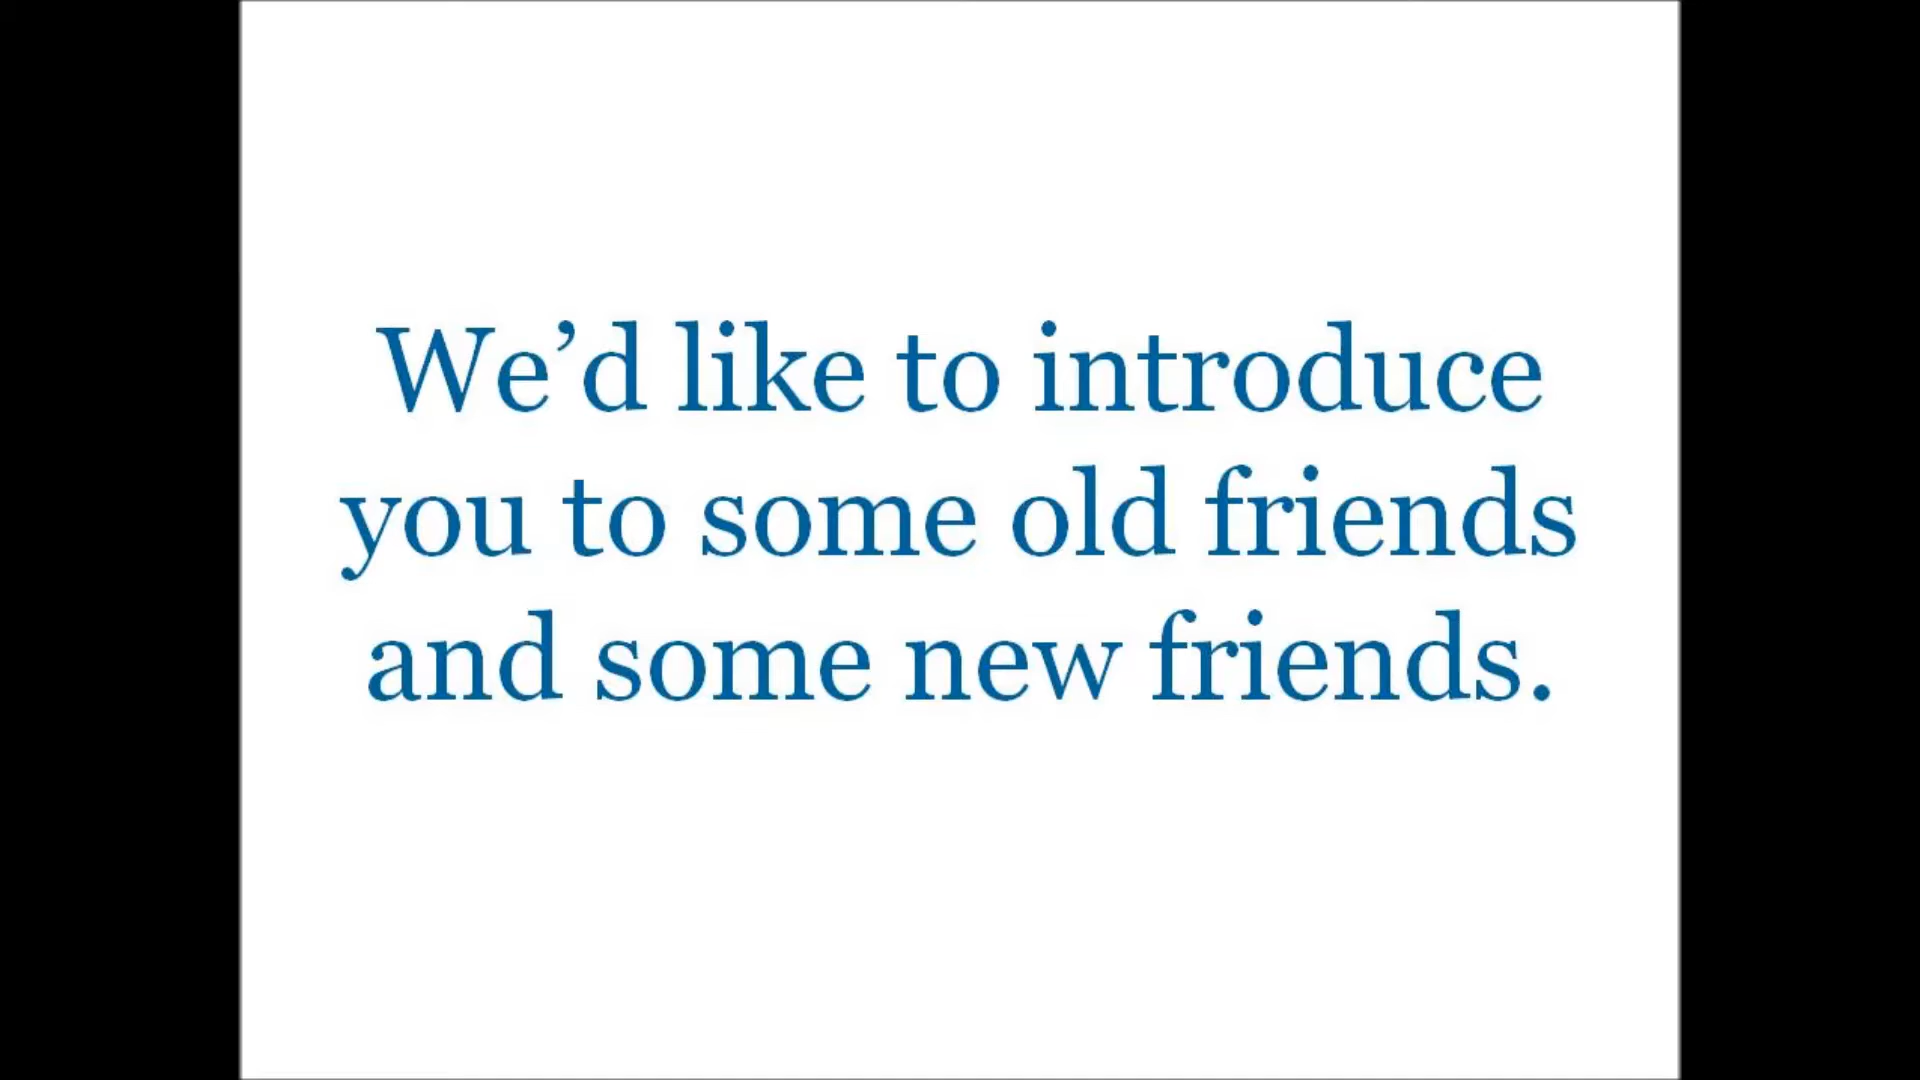 We’d like to introduce
you to some old friends
and some new friends.